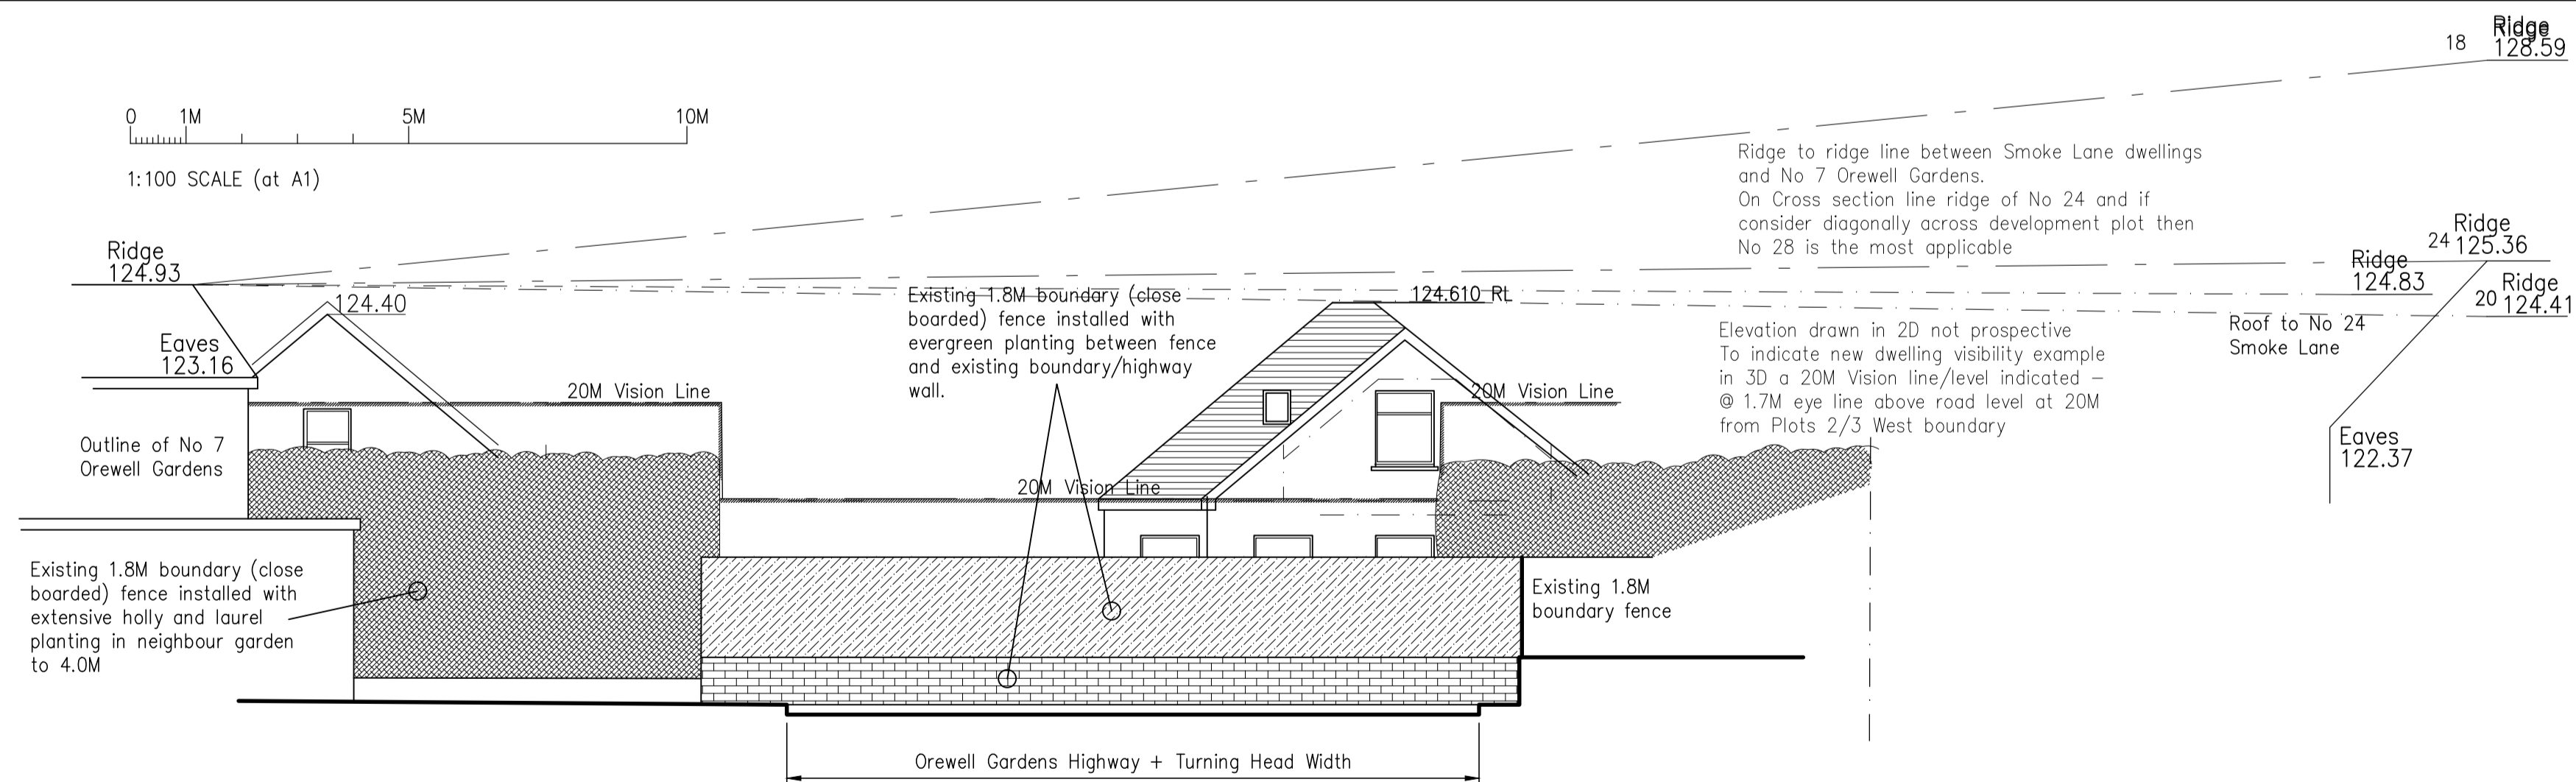 Ridge
Ridge
18 128.59
0 1M 5M 10M
1:100 SCALE (at A1)
Ridge to ridge line between Smoke Lane dwellings
and No 7 Orewell Gardens.
On Cross section line ridge of No 24 and if
consider diagonally across development plot then
No 28 is the most applicable
Ridge
124.93
Ridge
24 125.36
Ridge
124.83
Ridge
20 124.41
124.40
Existing 1.8M boundary (close
boarded) fence installed with
evergreen planting between fence
and existing boundary/highway
wall.
124.610 RL
Eaves
123.16
Elevation drawn in 2D not prospective
To indicate new dwelling visibility example
in 3D a 20M Vision line/level indicated –
@ 1.7M eye line above road level at 20M
from Plots 2/3 West boundary
Roof to No 24
Smoke Lane
20M Vision Line
20M Vision Line
Outline of No 7
Orewell Gardens
Eaves
122.37
20M Vision Line
Existing 1.8M boundary (close
boarded) fence installed with
extensive holly and laurel
planting in neighbour garden
to 4.0M
Existing 1.8M
boundary fence
Orewell Gardens Highway + Turning Head Width